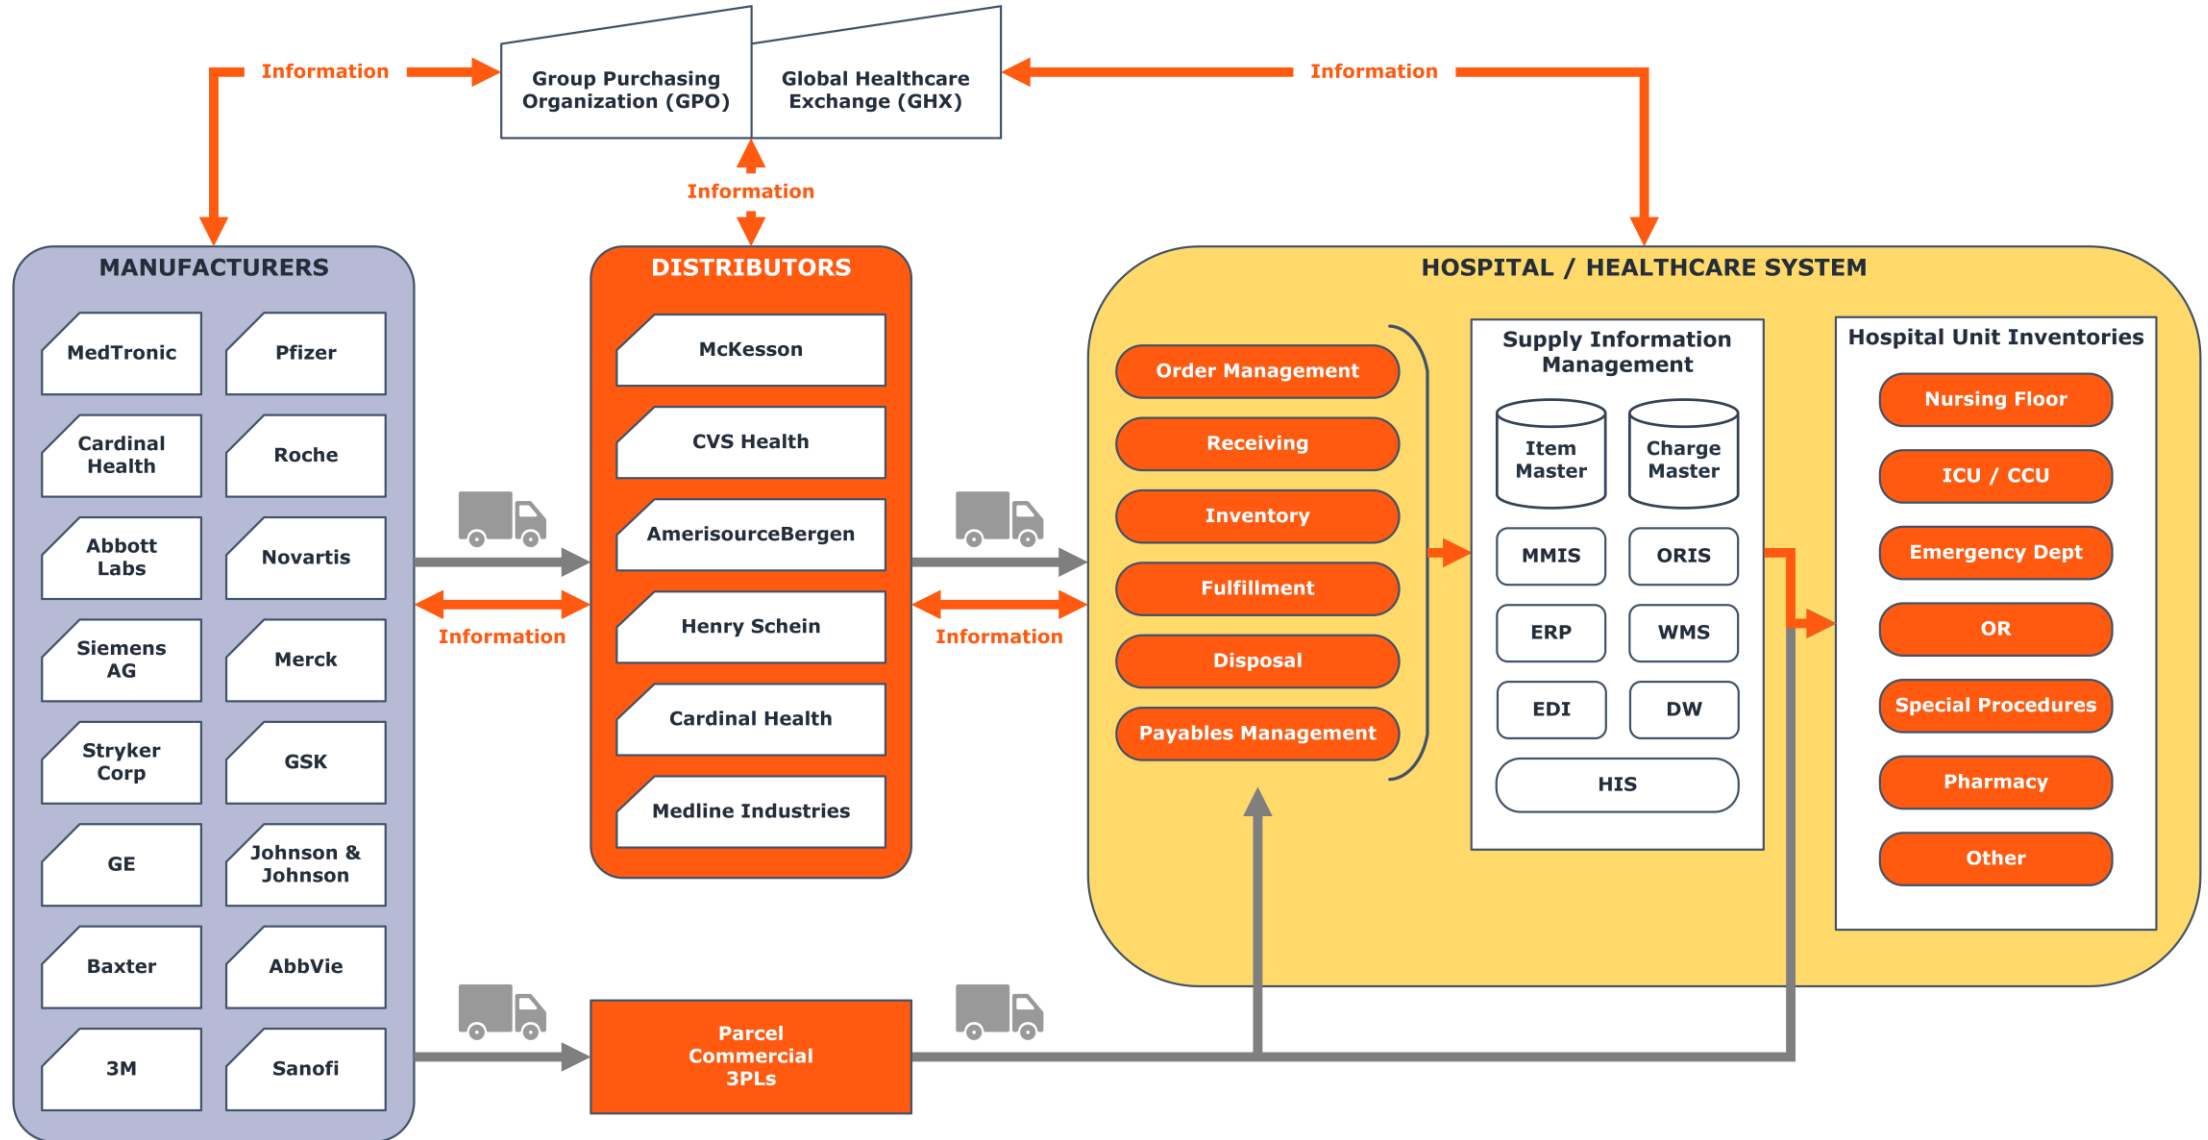 Information
Group Purchasing
Organization (GPO)
Global Healthcare
Exchange (GHX)
Information
Information
MANUFACTURERS
MedTronic
Pfizer
Cardinal
Health
Roche
Abbott
Labs
Novartis
Siemens
AG
Merck
Stryker
Corp
GSK
GE
Johnson &
Johnson
Baxter
AbbVie
3M
Sanofi
Information
DISTRIBUTORS
McKesson
CVS Health
AmerisourceBergen
Henry Schein
Cardinal Health
Medline Industries
Parcel
Commercial
3PLs
Information
HOSPITAL / HEALTHCARE SYSTEM
Order Management
Receiving
Inventory
Fulfillment
Disposal
Payables Management
Supply Information
Management
Item
Master
Charge
Master
MMIS
ORIS
ERP
WMS
EDI
DW
HIS
Hospital Unit Inventories
Nursing Floor
ICU / CCU
Emergency Dept
OR
Special Procedures
Pharmacy
Other